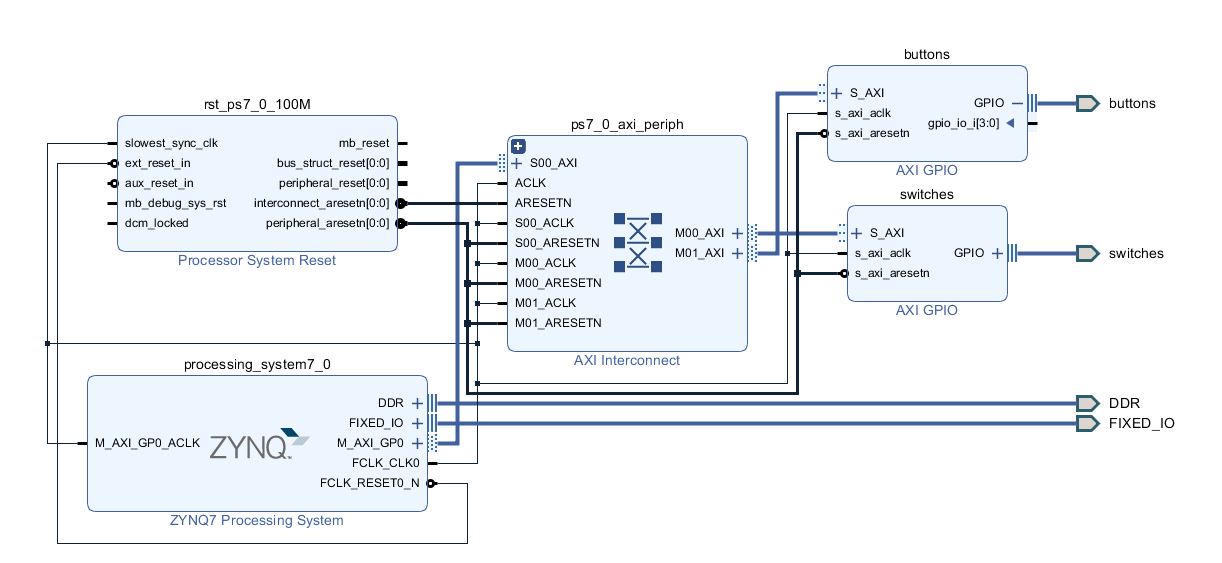 rst_ps7_0_100M
slowest_sync_clk
ext_reset_in
aux_reset_in
mb_debug_sys_rst
dcm_locked
mb_reset
bus_struct_reset[0:0]
peripheral_reset[0:0]
interconnect_aresetn[0:0]
peripheral_aresetn[0:0]
Processor System Reset
processing_system7_0
M_AXI_GP0_ACLK
ZYNQ
DDR
FIXED_IO
M_AXI_GP0
FCLK_CLK0
FCLK_RESET0_N
ZYNQ7 Processing System
ps7_0_axi_periph
S00_AXI
ACLK
ARESETN
S00_ACLK
S00_ARESETN
M00_ACLK
M00_ARESETN
M01_ACLK
M01_ARESETN
M00_AXI
M01_AXI
AXI Interconnect
buttons
S_AXI
s_axi_aclk
s_axi_aresetn
GPIO
gpio_io_i[3:0]
AXI GPIO
switches
S_AXI
s_axi_aclk
s_axi_aresetn
GPIO
AXI GPIO
buttons
switches
DDR
FIXED_IO